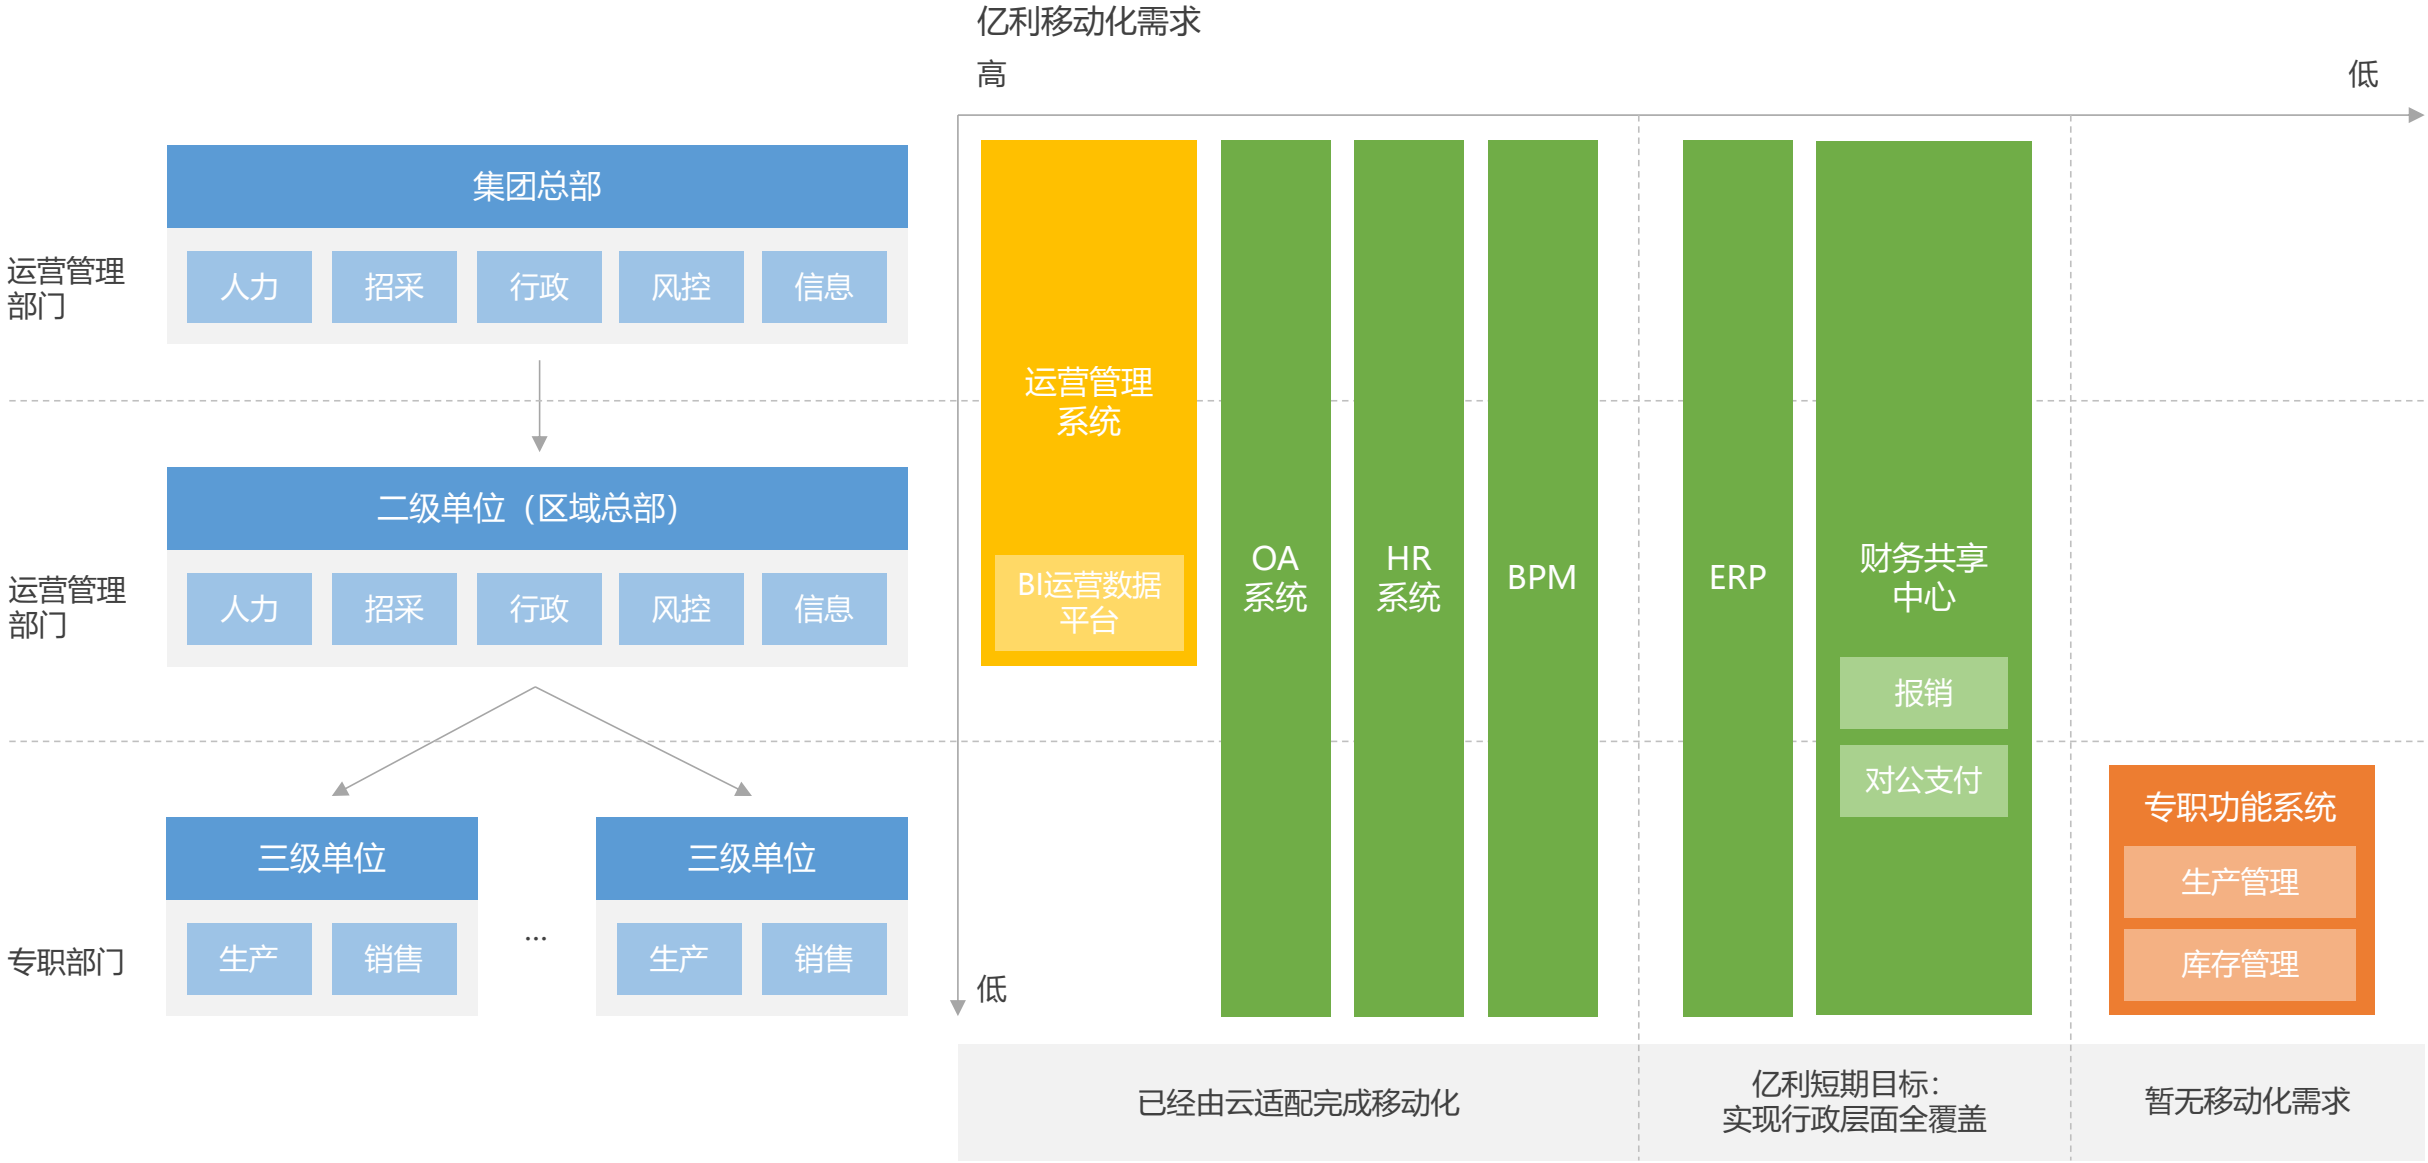 亿利移动化需求
高
低
集团总部
运营管理
部门
人力
招采
行政
风控
信息
二级单位（区域总部）
运营管理
部门
人力
招采
行政
风控
信息
三级单位
三级单位
专职部门
生产
销售
...
生产
销售
运营管理
系统
BI运营数据
平台
OA
系统
HR
系统
BPM
ERP
财务共享
中心
报销
对公支付
专职功能系统
生产管理
库存管理
低
已经由云适配完成移动化
亿利短期目标：
实现行政层面全覆盖
暂无移动化需求